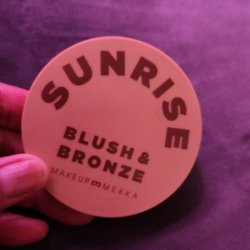 SUNRISE
BLUSH &
BRONZE
MAKEUP MEKKA